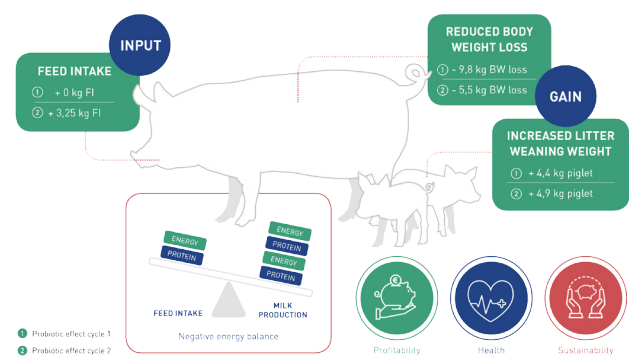 INPUT
FEED INTAKE
1 + 0 kg FI
2 + 3,25 kg FI
REDUCED BODY
WEIGHT LOSS
1 - 9,8 kg BW loss
2 - 5,5 kg BW loss
GAIN
INCREASED LITTER
WEANING WEIGHT
1 + 4,4 kg piglet
2 + 4,9 kg piglet
ENERGY
PROTEIN
ENERGY
PROTEIN
ENERGY
PROTEIN
FEED INTAKE
MILK
PRODUCTION
Negative energy balance
1 Probiotic effect cycle 1
2 Probiotic effect cycle 2
€
Profitability
Health
Sustainability